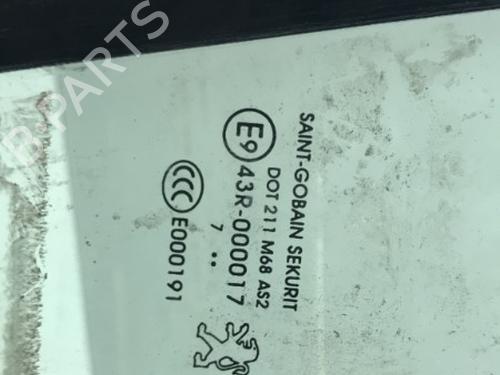 SAINT-GOBAIN SEKURIT
DOT 211 M68 AS2
E9 43R-000017
7 ..
CCC E000191
B-PARTS